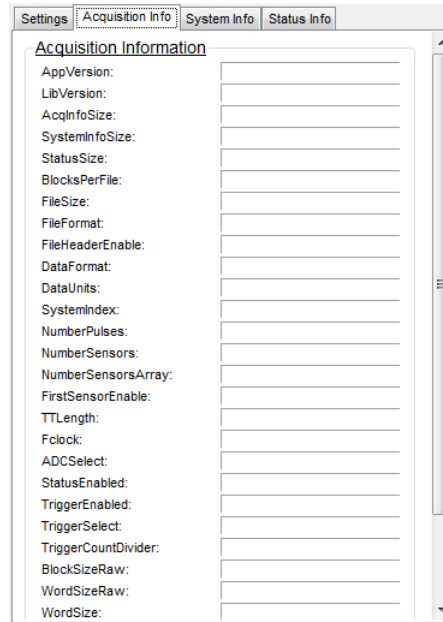 Settings Acquisition Info System Info Status Info
Acquisition Information
AppVersion:
LibVersion:
AcqInfoSize:
SystemInfoSize:
StatusSize:
BlocksPerFile:
FileSize:
FileFormat:
FileHeaderEnable:
DataFormat:
DataUnits:
SystemIndex:
NumberPulses:
NumberSensors:
NumberSensorsArray:
FirstSensorEnable:
TTLength:
Fclock:
ADCSelect:
StatusEnabled:
TriggerEnabled:
TriggerSelect:
TriggerCountDivider:
BlockSizeRaw:
WordSizeRaw:
WordSize: